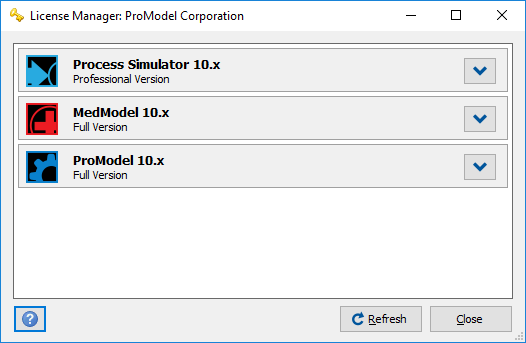 License Manager: ProModel Corporation
Process Simulator 10.x
Professional Version
MedModel 10.x
Full Version
ProModel 10.x
Full Version
?
Refresh
Close